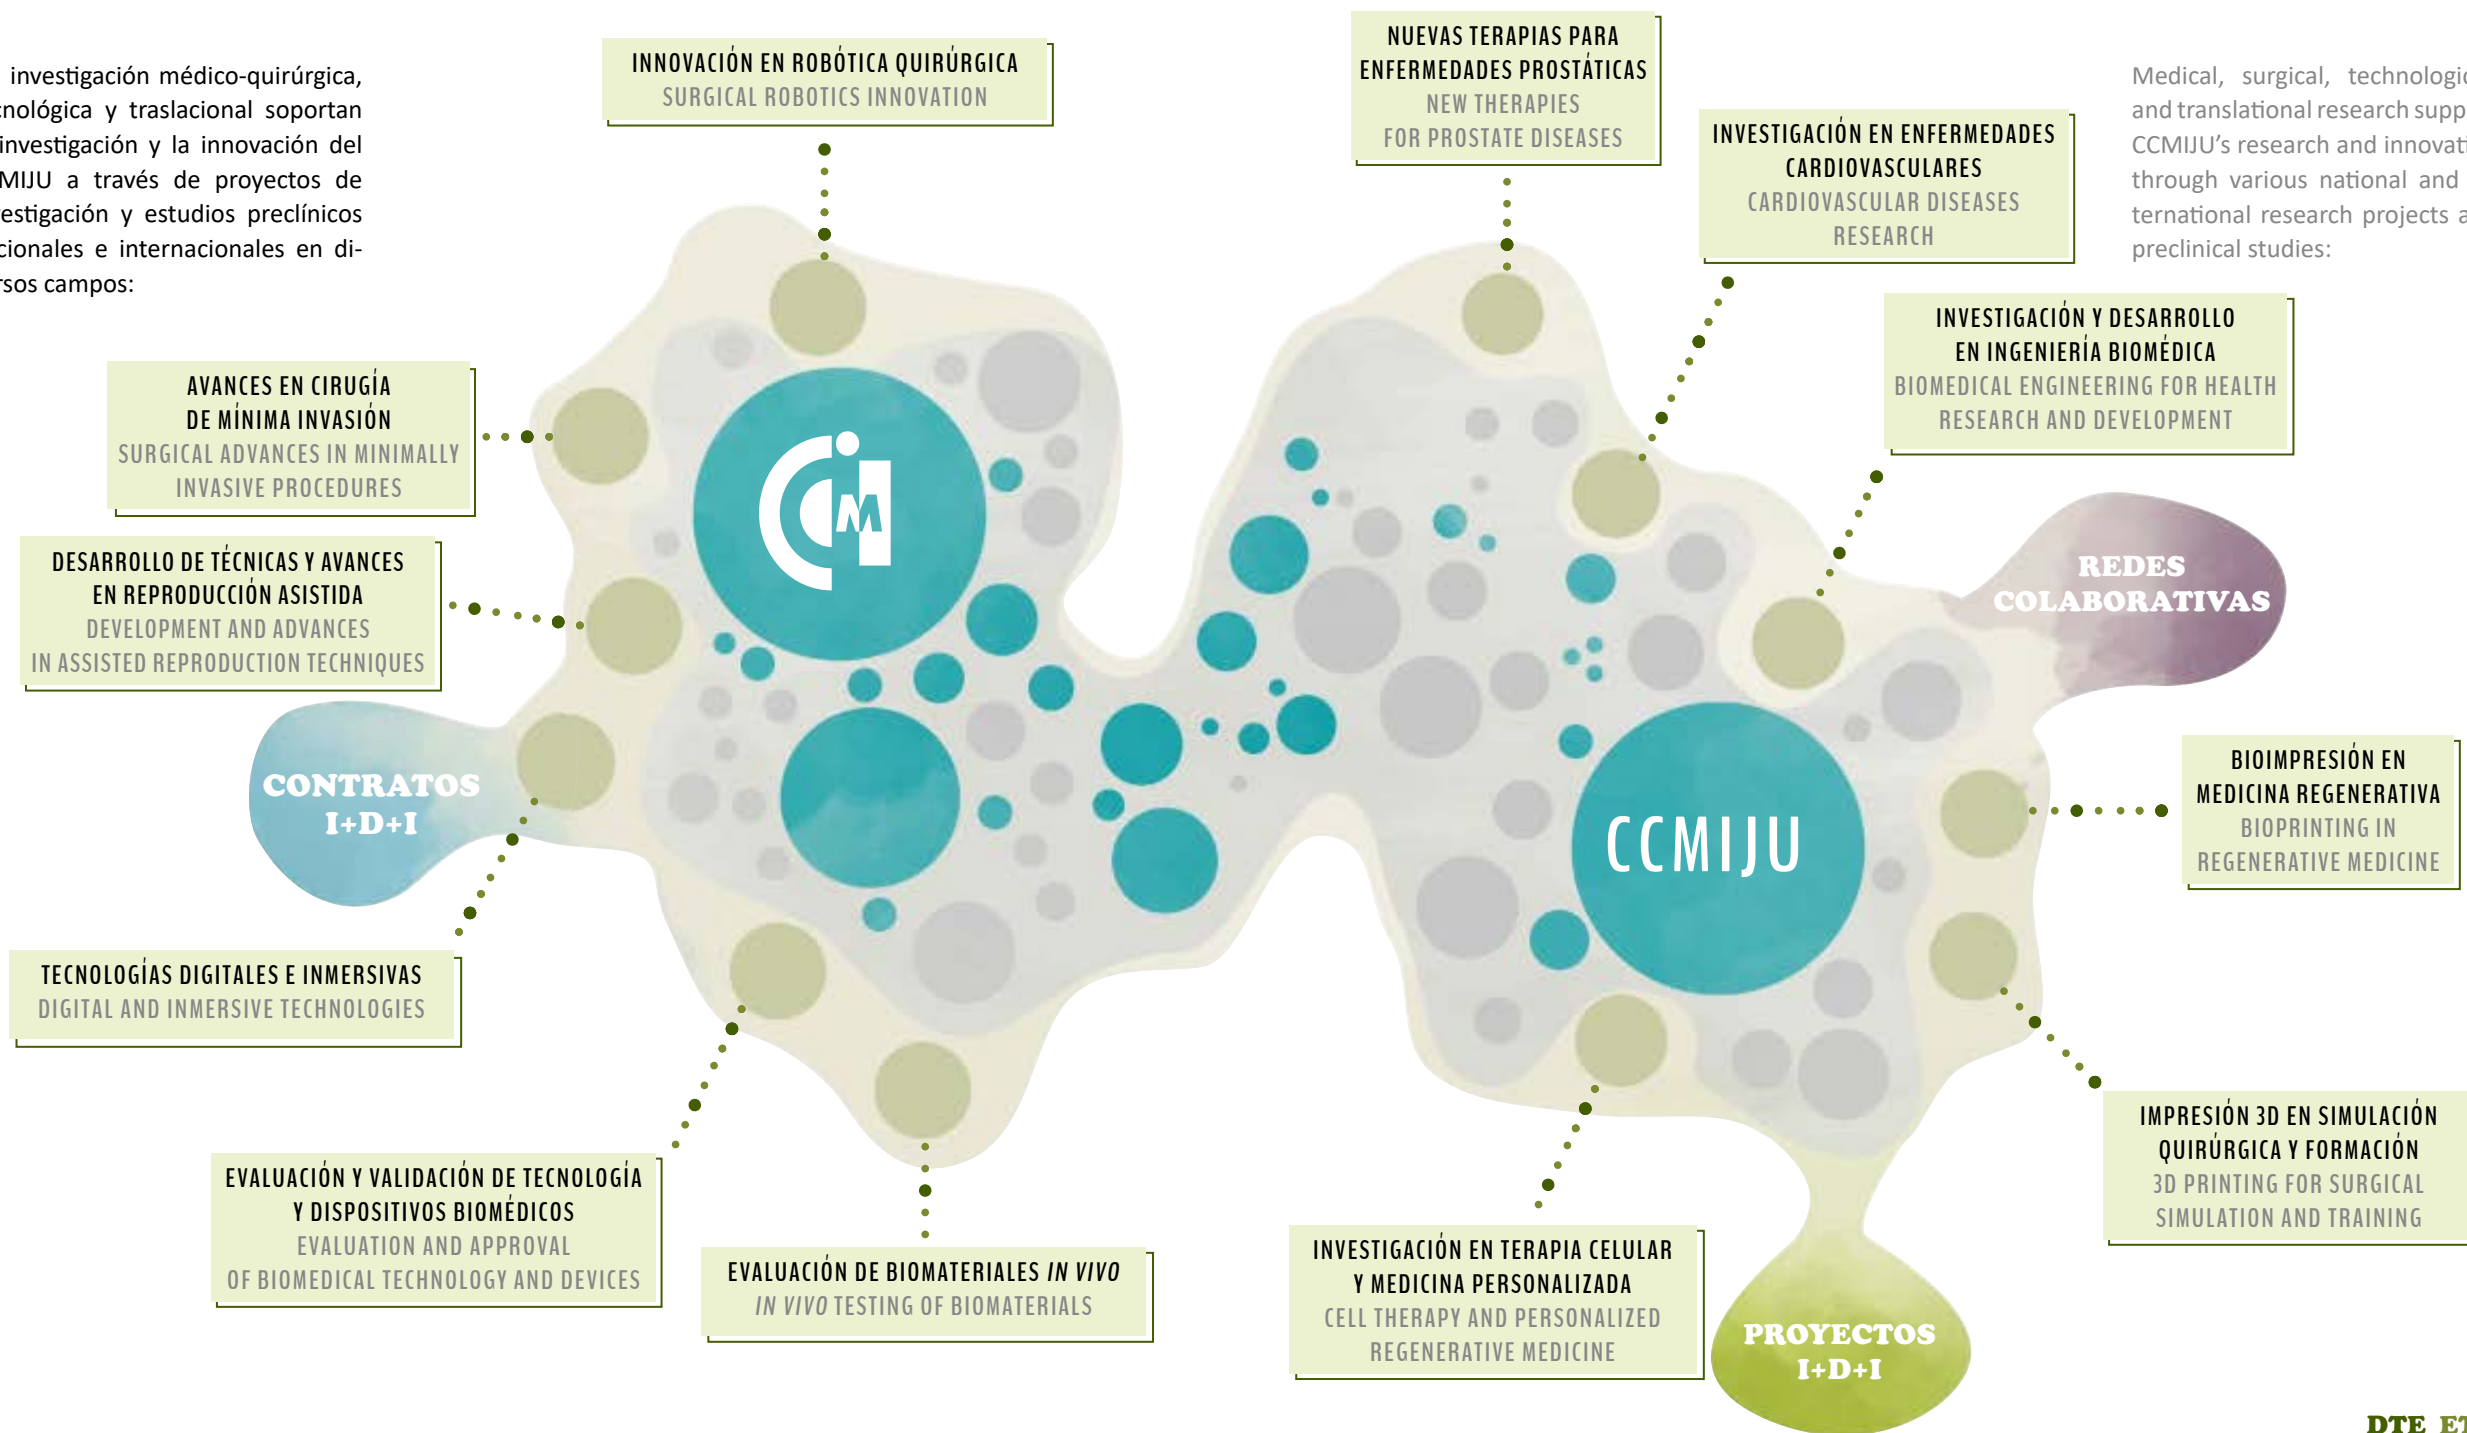 investigación médico-quirúrgica,
cnológica y traslacional soportan
investigación y la innovación del
MIJU a través de proyectos de
vestigación y estudios preclínicos
cionales e internacionales en di-
rsos campos:
INNOVACIÓN EN ROBÓTICA QUIRÚRGICA
SURGICAL ROBOTICS INNOVATION
NUEVAS TERAPIAS PARA
ENFERMEDADES PROSTÁTICAS
NEW THERAPIES
FOR PROSTATE DISEASES
INVESTIGACIÓN EN ENFERMEDADES
CARDIOVASCULARES
CARDIOVASCULAR DISEASES
RESEARCH
Medical, surgical, technologic
and translational research supp
CCMIJU's research and innovati
through various national and
ternational research projects a
preclinical studies:
INVESTIGACIÓN Y DESARROLLO
EN INGENIERÍA BIOMÉDICA
BIOMEDICAL ENGINEERING FOR HEALTH
RESEARCH AND DEVELOPMENT
AVANCES EN CIRUGÍA
DE MÍNIMA INVASIÓN
SURGICAL ADVANCES IN MINIMALLY
INVASIVE PROCEDURES
DESARROLLO DE TÉCNICAS Y AVANCES
EN REPRODUCCIÓN ASISTIDA
DEVELOPMENT AND ADVANCES
IN ASSISTED REPRODUCTION TECHNIQUES
REDES
COLABORATIVAS
CONTRATOS
I+D+I
CCMIJU
BIOIMPRESIÓN EN
MEDICINA REGENERATIVA
BIOPRINTING IN
REGENERATIVE MEDICINE
TECNOLOGÍAS DIGITALES E INMERSIVAS
DIGITAL AND INMERSIVE TECHNOLOGIES
IMPRESIÓN 3D EN SIMULACIÓN
QUIRÚRGICA Y FORMACIÓN
3D PRINTING FOR SURGICAL
SIMULATION AND TRAINING
EVALUACIÓN Y VALIDACIÓN DE TECNOLOGÍA
Y DISPOSITIVOS BIOMÉDICOS
EVALUATION AND APPROVAL
OF BIOMEDICAL TECHNOLOGY AND DEVICES
EVALUACIÓN DE BIOMATERIALES IN VIVO
IN VIVO TESTING OF BIOMATERIALS
INVESTIGACIÓN EN TERAPIA CELULAR
Y MEDICINA PERSONALIZADA
CELL THERAPY AND PERSONALIZED
REGENERATIVE MEDICINE
PROYECTOS
I+D+I
DTE ET